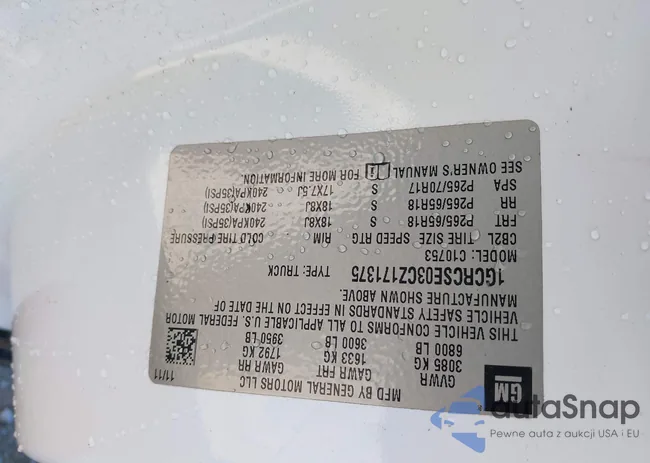 GM
MFD BY GENERAL MOTORS LLC 11/11
GVWR GAWR FRT GAWR RR
3085 KG 1633 KG 1792 KG
6800 LB 3600 LB 3950 LB
THIS VEHICLE CONFORMS TO ALL APPLICABLE U.S. FEDERAL MOTOR
VEHICLE SAFETY STANDARDS IN EFFECT ON THE DATE OF
MANUFACTURE SHOWN ABOVE.
1GCRCSE03CZ171375 TYPE: TRUCK
MODEL: C10753
CB2L TIRE SIZE SPEED RTG RIM COLD TIRE PRESSURE
FRT P265/65R18 S 18X8J 240KPA(35PSI)
RR P265/65R18 S 18X8J 240KPA(35PSI)
SPA P265/70R17 S 17X7.5J 240KPA(35PSI)
SEE OWNER'S MANUAL FOR MORE INFORMATION.
autaSnap
Pewne auta z aukcji USA i EU